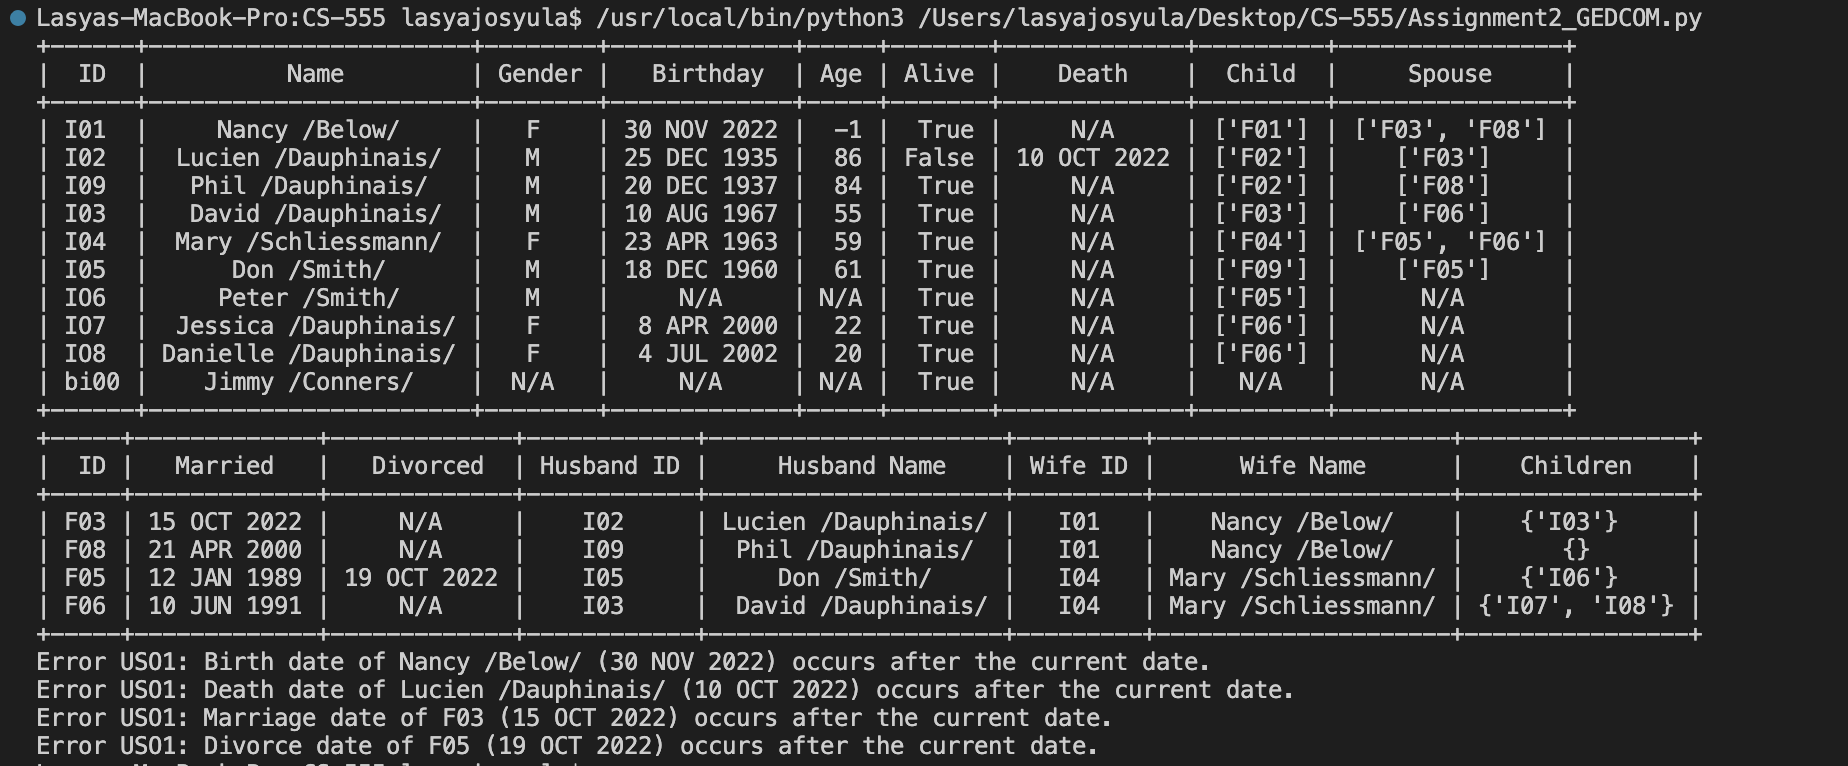 Lasyas-MacBook-Pro:CS-555 lasyajosyula$ /usr/local/bin/python3 /Users/lasyajosyula/Desktop/CS-555/Assignment2_GEDCOM.py
+------+-----------------------+--------+-------------+-----+-------+-------------+---------+----------------+
| ID | Name | Gender | Birthday | Age | Alive | Death | Child | Spouse |
+------+-----------------------+--------+-------------+-----+-------+-------------+---------+----------------+
| I01 | Nancy /Below/ | F | 30 NOV 2022 | -1 | True | N/A | ['F01'] | ['F03', 'F08'] |
| I02 | Lucien /Dauphinais/ | M | 25 DEC 1935 | 86 | False | 10 OCT 2022 | ['F02'] | ['F03'] |
| I09 | Phil /Dauphinais/ | M | 20 DEC 1937 | 84 | True | N/A | ['F02'] | ['F08'] |
| I03 | David /Dauphinais/ | M | 10 AUG 1967 | 55 | True | N/A | ['F03'] | ['F06'] |
| I04 | Mary /Schliessmann/ | F | 23 APR 1963 | 59 | True | N/A | ['F04'] | ['F05', 'F06'] |
| I05 | Don /Smith/ | M | 18 DEC 1960 | 61 | True | N/A | ['F09'] | ['F05'] |
| IO6 | Peter /Smith/ | M | N/A | N/A | True | N/A | ['F05'] | N/A |
| IO7 | Jessica /Dauphinais/ | F | 8 APR 2000 | 22 | True | N/A | ['F06'] | N/A |
| IO8 | Danielle /Dauphinais/ | F | 4 JUL 2002 | 20 | True | N/A | ['F06'] | N/A |
| bi00 | Jimmy /Conners/ | N/A | N/A | N/A | True | N/A | N/A | N/A |
+------+-----------------------+--------+-------------+-----+-------+-------------+---------+----------------+
+-----+-------------+-------------+------------+---------------------+---------+---------------------+----------------+
| ID | Married | Divorced | Husband ID | Husband Name | Wife ID | Wife Name | Children |
+-----+-------------+-------------+------------+---------------------+---------+---------------------+----------------+
| F03 | 15 OCT 2022 | N/A | I02 | Lucien /Dauphinais/ | I01 | Nancy /Below/ | {'I03'} |
| F08 | 21 APR 2000 | N/A | I09 | Phil /Dauphinais/ | I01 | Nancy /Below/ | {} |
| F05 | 12 JAN 1989 | 19 OCT 2022 | I05 | Don /Smith/ | I04 | Mary /Schliessmann/ | {'I06'} |
| F06 | 10 JUN 1991 | N/A | I03 | David /Dauphinais/ | I04 | Mary /Schliessmann/ | {'I07', 'I08'} |
+-----+-------------+-------------+------------+---------------------+---------+---------------------+----------------+
Error USO1: Birth date of Nancy /Below/ (30 NOV 2022) occurs after the current date.
Error USO1: Death date of Lucien /Dauphinais/ (10 OCT 2022) occurs after the current date.
Error USO1: Marriage date of F03 (15 OCT 2022) occurs after the current date.
Error USO1: Divorce date of F05 (19 OCT 2022) occurs after the current date.